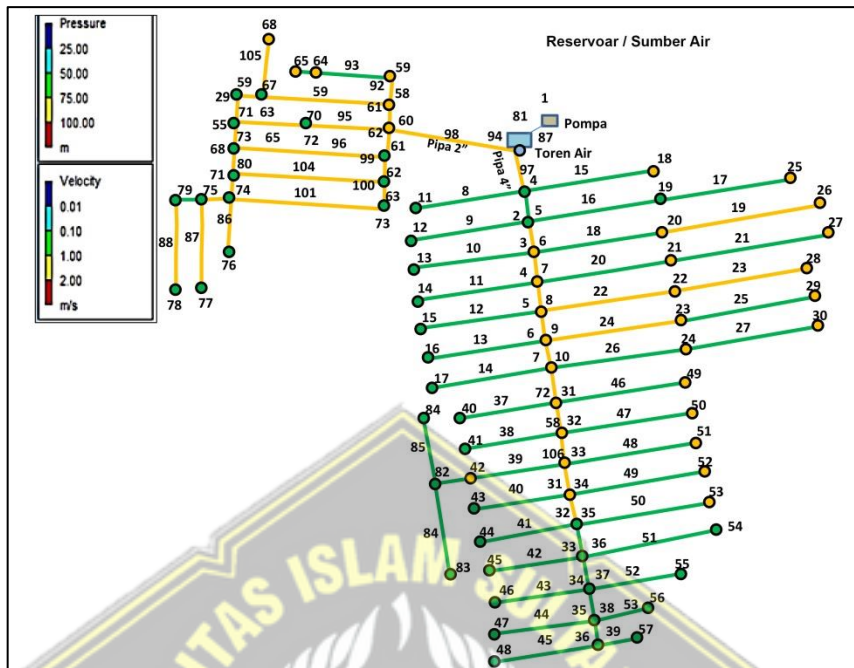 Pressure
25.00
50.00
75.00
100.00
m
Velocity
0.01
0.10
1.00
2.00
m/s
Reservoar / Sumber Air
68
105
65 64 93 59
92
59 67 59 58
29 61
71 63 70 95 60
55 62
73 65 72 96 61
68 99
80 104 62
71 100
79 75 74 101 63
73
86
88 87
76
78 77
98
Pipa 2”
81 1
94 87 Pompa
Toren Air
97
Pipa 4”
11 8 4 15 18
12 9 2 5 16 19 17 25
13 10 3 6 18 20 19 26
14 11 4 7 20 21 21 27
15 12 5 8 22 22 23 28
16 13 6 9 24 23 25 29
17 14 7 10 26 24 27 30
84 40 37 72 31 46 49
85 41 38 58 32 47 50
82 42 39 106 33 48 51
43 40 31 34 49 52
84 44 41 32 35 50 53
83 45 42 33 36 51 54
46 43 34 37 52 55
47 44 35 38 53 56
48 45 36 39 57
ITAS ISLAM SU